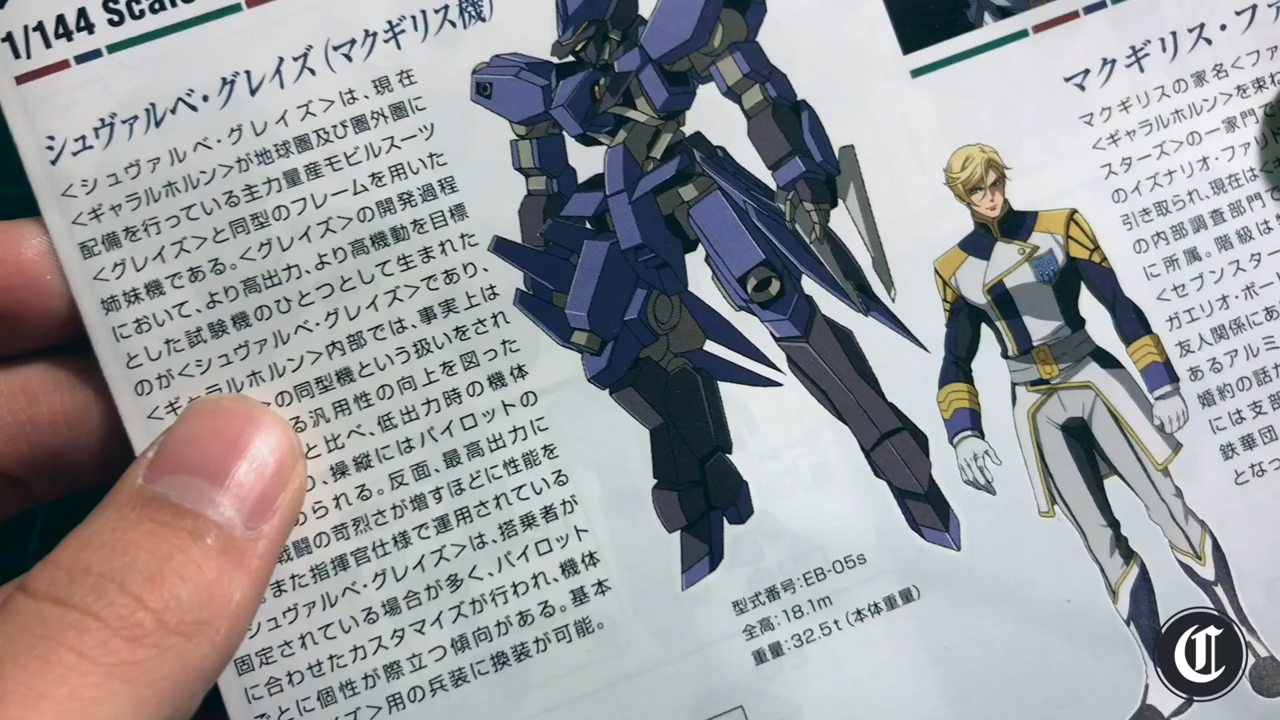 1/144 Scale
シュヴァルベ・グレイズ(マクギリス機)
<シュヴァルベ・グレイズ>は、現在
<ギャラルホルン>が地球圏及び圏外圏に
配備を行っている主力量産モビルスーツ
<グレイズ>と同型のフレームを用いた
姉妹機である。<グレイズ>の開発過程
において、より高出力、より高機動を目標
とした試験機のひとつとして生まれた
のが<シュヴァルベ・グレイズ>であり、
<ギャラルホルン>内部では、事実上は
の同型機という扱いをされ
る汎用性の向上を図った
と比べ、低出力時の機体
、操縦にはパイロットの
められる。反面、最高出力に
戦闘の苛烈さが増すほどに性能を
。また指揮官仕様で運用されている
シュヴァルベ・グレイズ>は、搭乗者が
固定されている場合が多く、パイロット
に合わせたカスタマイズが行われ、機体
ごとに個性が際立つ傾向がある。基本
イズ>用の兵装に換装が可能。
型式番号:EB-05s
全高:18.1m
重量:32.5t(本体重量)
マクギリス・ファ
マクギリスの家名<ファ
<ギャラルホルン>を束ね
スターズ>の一家門で
のイズナリオ・ファリド
引き取られ、現在は<
の内部調査部門
に所属。階級は
<セブンスター
ガエリオ・ボー
友人関係にあ
あるアルミ
婚約の話が
には支部
鉄華団
となっ
C